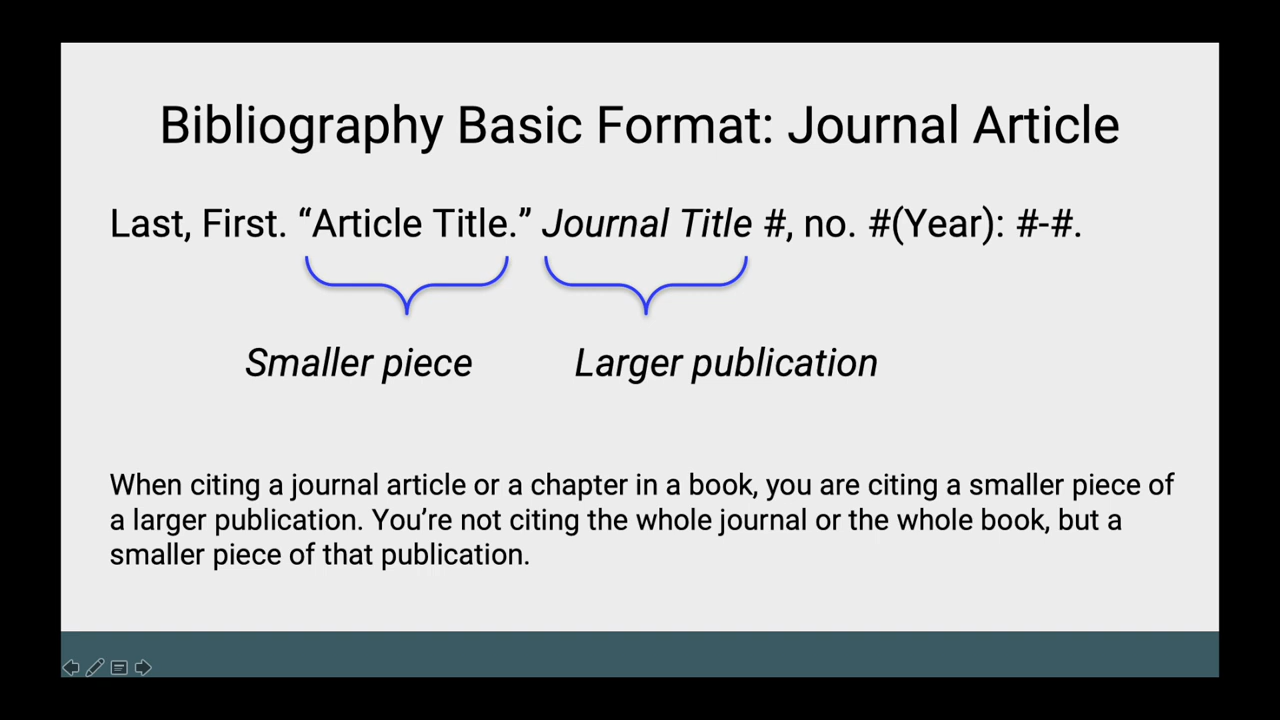 Bibliography Basic Format: Journal Article
Last, First. “Article Title.” Journal Title #, no. #(Year): #-#.
Smaller piece Larger publication
When citing a journal article or a chapter in a book, you are citing a smaller piece of
a larger publication. You’re not citing the whole journal or the whole book, but a
smaller piece of that publication.